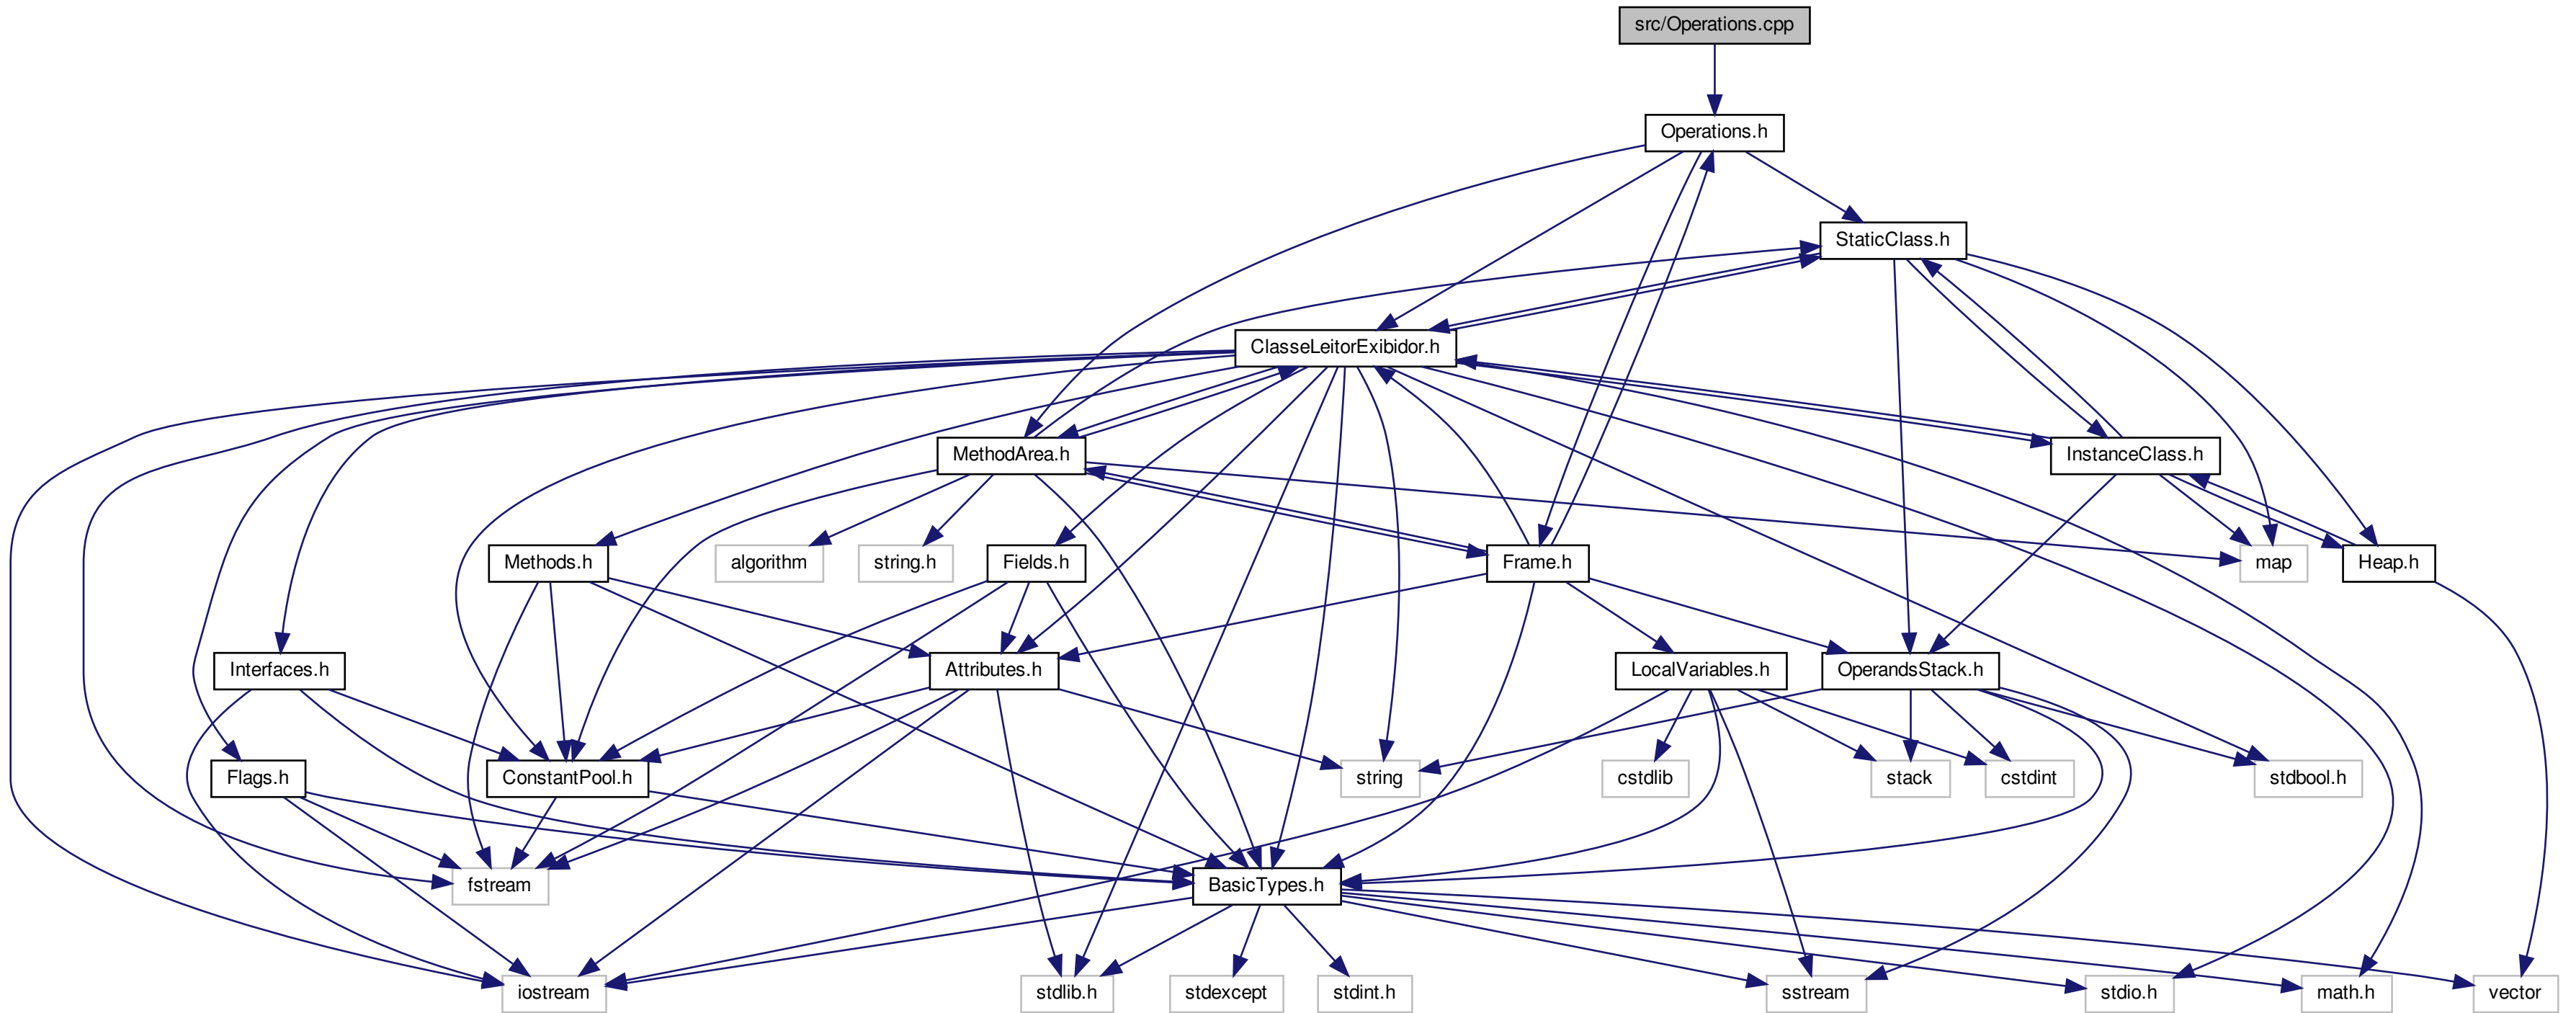 src/Operations.cpp
Operations.h
StaticClass.h
ClasseLeitorExibidor.h
MethodArea.h
InstanceClass.h
Methods.h
algorithm
string.h
Fields.h
Frame.h
map
Heap.h
Interfaces.h
Attributes.h
LocalVariables.h
OperandsStack.h
Flags.h
ConstantPool.h
string
cstdlib
stack
cstdint
stdbool.h
fstream
BasicTypes.h
iostream
stdlib.h
stdexcept
stdint.h
sstream
stdio.h
math.h
vector